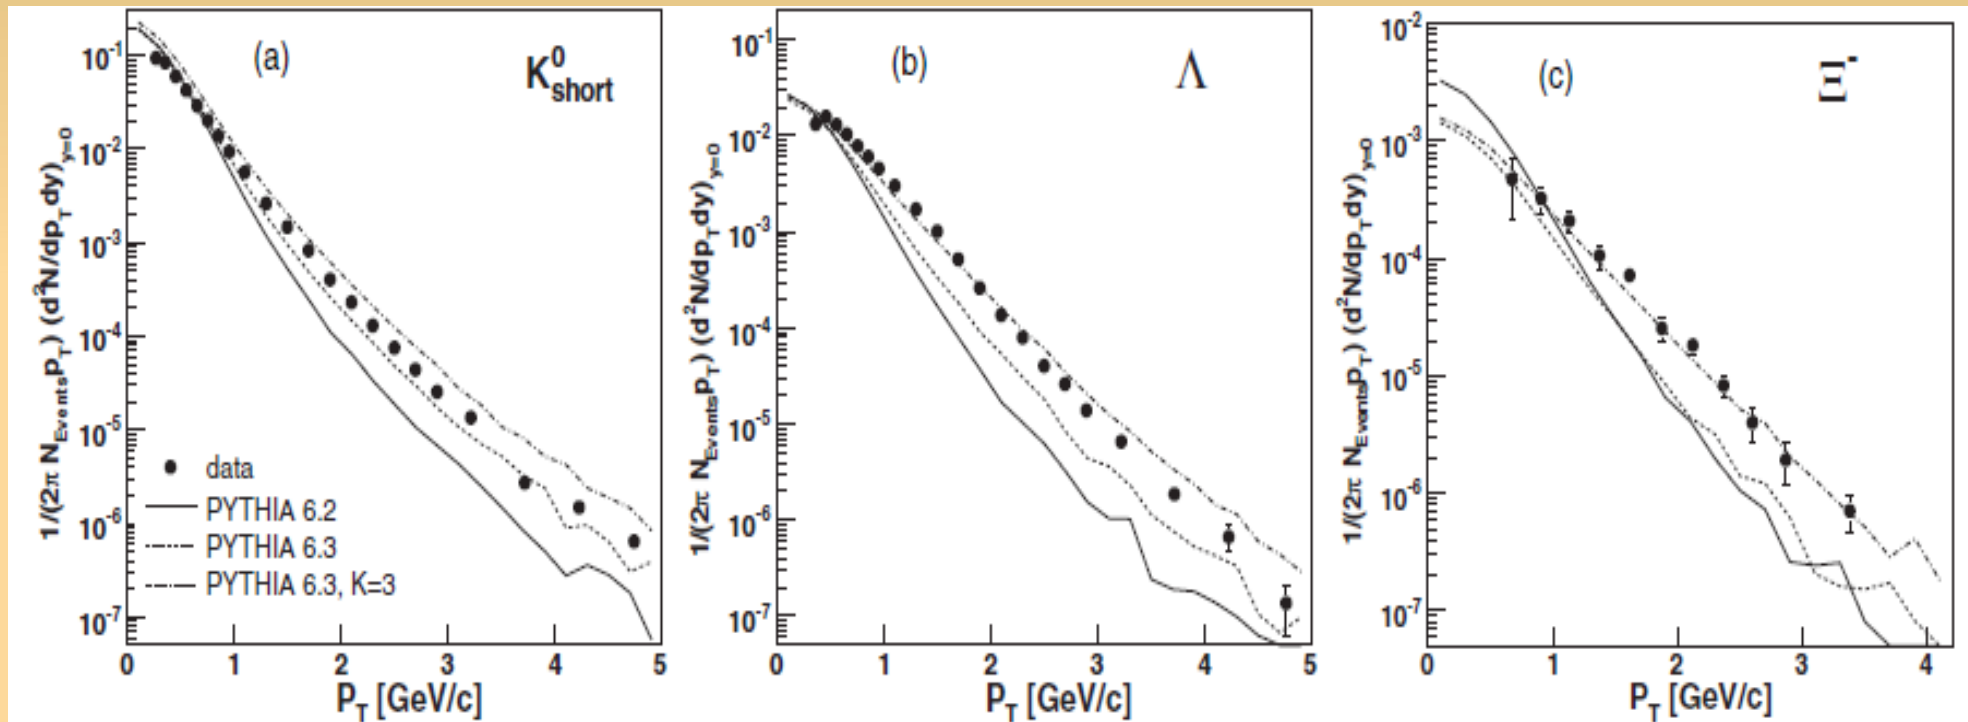 (a)
K⁰short
1/(2π N_Events p_T) (d²N/dp_T dy)_y=0
10⁻¹
10⁻²
10⁻³
10⁻⁴
10⁻⁵
10⁻⁶
10⁻⁷
data
PYTHIA 6.2
PYTHIA 6.3
PYTHIA 6.3, K=3
0 1 2 3 4 5
P_T [GeV/c]
(b)
Λ
1/(2π N_Events p_T) (d²N/dp_T dy)_y=0
10⁻¹
10⁻²
10⁻³
10⁻⁴
10⁻⁵
10⁻⁶
10⁻⁷
0 1 2 3 4 5
P_T [GeV/c]
(c)
Ξ⁻
1/(2π N_Events p_T) (d²N/dp_T dy)_y=0
10⁻²
10⁻³
10⁻⁴
10⁻⁵
10⁻⁶
10⁻⁷
0 1 2 3 4
P_T [GeV/c]